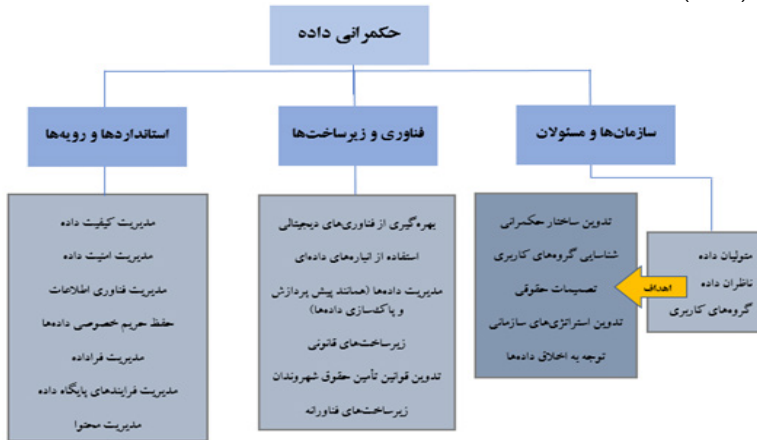 حکمرانی داده
سازمان‌ها و مسئولان
فناوری و زیرساخت‌ها
استانداردها و رویه‌ها
متولیان داده
ناظران داده
گروه‌های کاربری
اهداف
تدوین ساختار حکمرانی
شناسایی گروه‌های کاربری
تصمیمات حقوقی
تدوین استراتژی‌های سازمانی
توجه به اخلاق داده‌ها
بهره‌گیری از فناوری‌های دیجیتالی
استفاده از انباره‌های داده‌ای
مدیریت داده‌ها (همانند پیش پردازش
و پاک‌سازی داده‌ها)
زیرساخت‌های قانونی
تدوین قوانین تأمین حقوق شهروندان
زیرساخت‌های فناورانه
مدیریت کیفیت داده
مدیریت امنیت داده
مدیریت فناوری اطلاعات
حفظ حریم خصوصی داده‌ها
مدیریت فراداده
مدیریت فرایندهای پایگاه داده
مدیریت محتوا